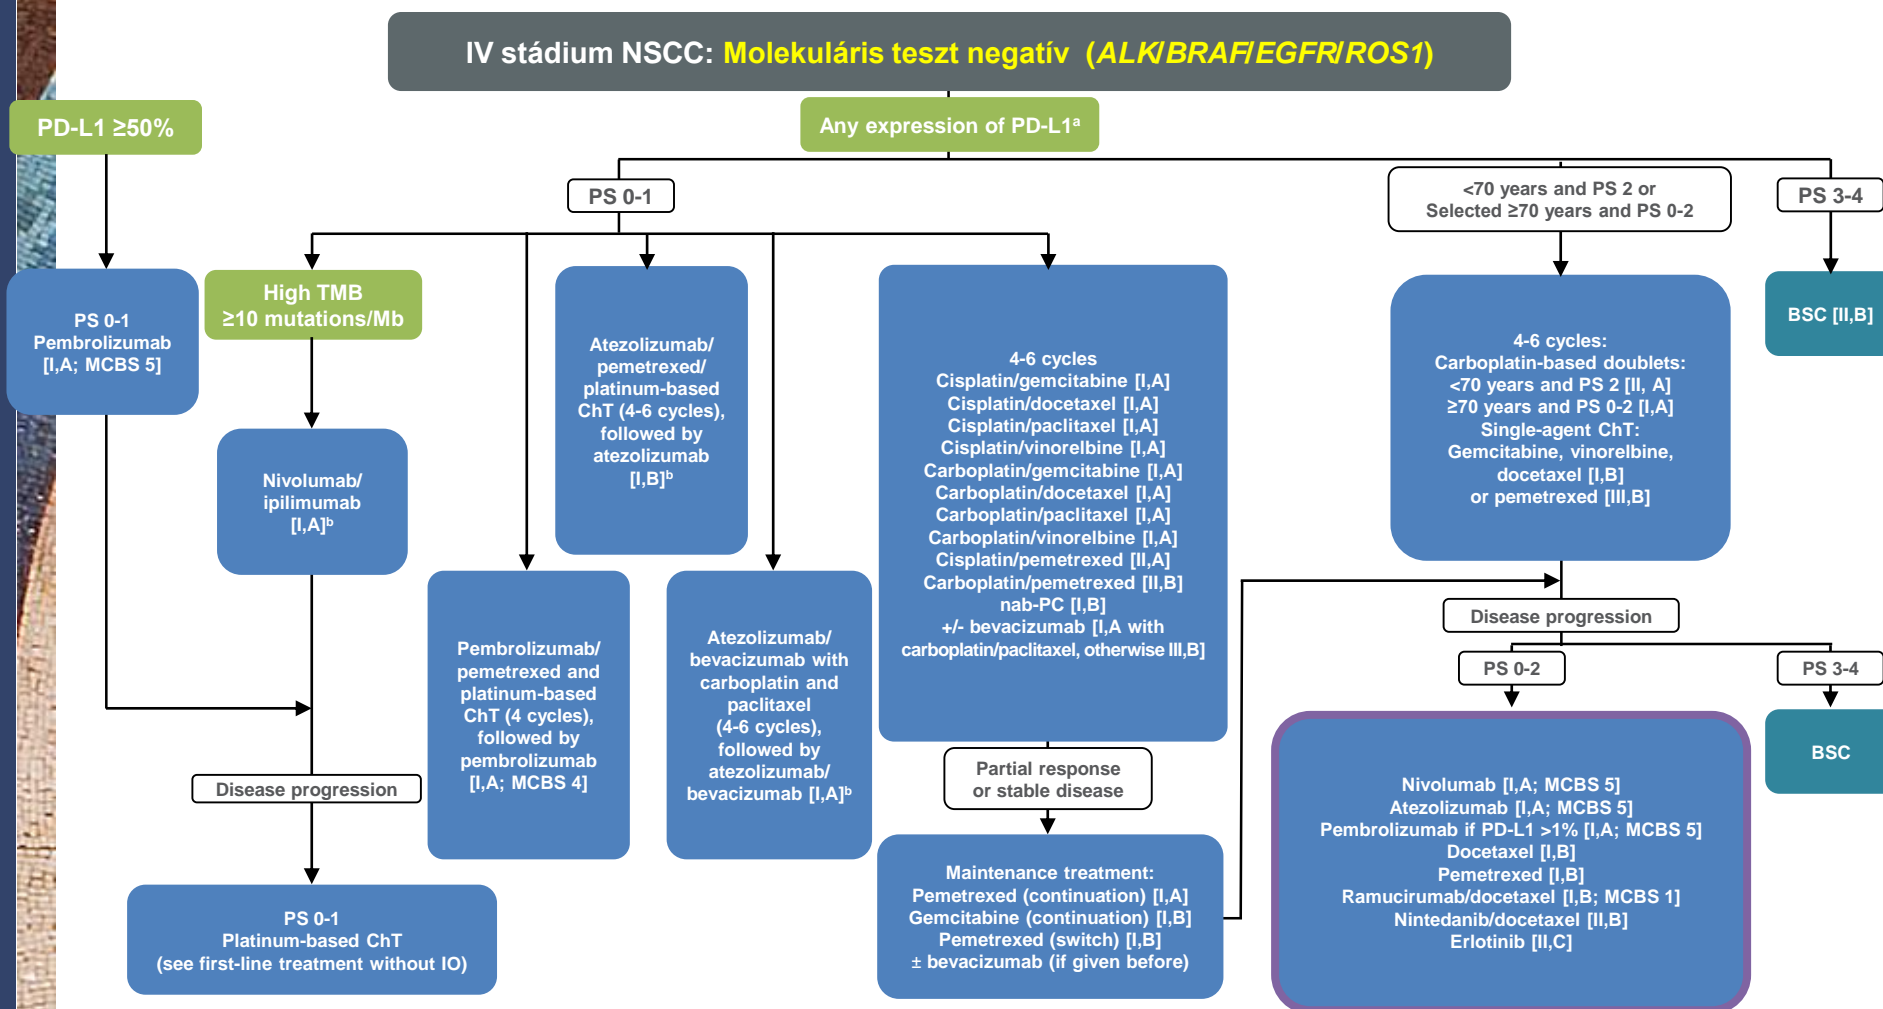 IV stádium NSCC: Molekuláris teszt negatív (ALK/BRAF/EGFR/ROS1)
PD-L1 ≥50%
Any expression of PD-L1ᵃ
PS 0-1
<70 years and PS 2 or
Selected ≥70 years and PS 0-2
PS 3-4
PS 0-1
Pembrolizumab
[I,A; MCBS 5]
High TMB
≥10 mutations/Mb
Nivolumab/
ipilimumab
[I,A]ᵇ
Pembrolizumab/
pemetrexed and
platinum-based
ChT (4 cycles),
followed by
pembrolizumab
[I,A; MCBS 4]
Atezolizumab/
pemetrexed/
platinum-based
ChT (4-6 cycles),
followed by
atezolizumab
[I,B]ᵇ
Atezolizumab/
bevacizumab with
carboplatin and
paclitaxel
(4-6 cycles),
followed by
atezolizumab/
bevacizumab [I,A]ᵇ
4-6 cycles
Cisplatin/gemcitabine [I,A]
Cisplatin/docetaxel [I,A]
Cisplatin/paclitaxel [I,A]
Cisplatin/vinorelbine [I,A]
Carboplatin/gemcitabine [I,A]
Carboplatin/docetaxel [I,A]
Carboplatin/paclitaxel [I,A]
Carboplatin/vinorelbine [I,A]
Cisplatin/pemetrexed [II,A]
Carboplatin/pemetrexed [II,B]
nab-PC [I,B]
+/- bevacizumab [I,A with
carboplatin/paclitaxel, otherwise III,B]
4-6 cycles:
Carboplatin-based doublets:
<70 years and PS 2 [II, A]
≥70 years and PS 0-2 [I,A]
Single-agent ChT:
Gemcitabine, vinorelbine,
docetaxel [I,B]
or pemetrexed [III,B]
BSC [II,B]
Disease progression
PS 0-1
Platinum-based ChT
(see first-line treatment without IO)
Partial response
or stable disease
Maintenance treatment:
Pemetrexed (continuation) [I,A]
Gemcitabine (continuation) [I,B]
Pemetrexed (switch) [I,B]
± bevacizumab (if given before)
Disease progression
PS 0-2
PS 3-4
Nivolumab [I,A; MCBS 5]
Atezolizumab [I,A; MCBS 5]
Pembrolizumab if PD-L1 >1% [I,A; MCBS 5]
Docetaxel [I,B]
Pemetrexed [I,B]
Ramucirumab/docetaxel [I,B; MCBS 1]
Nintedanib/docetaxel [II,B]
Erlotinib [II,C]
BSC